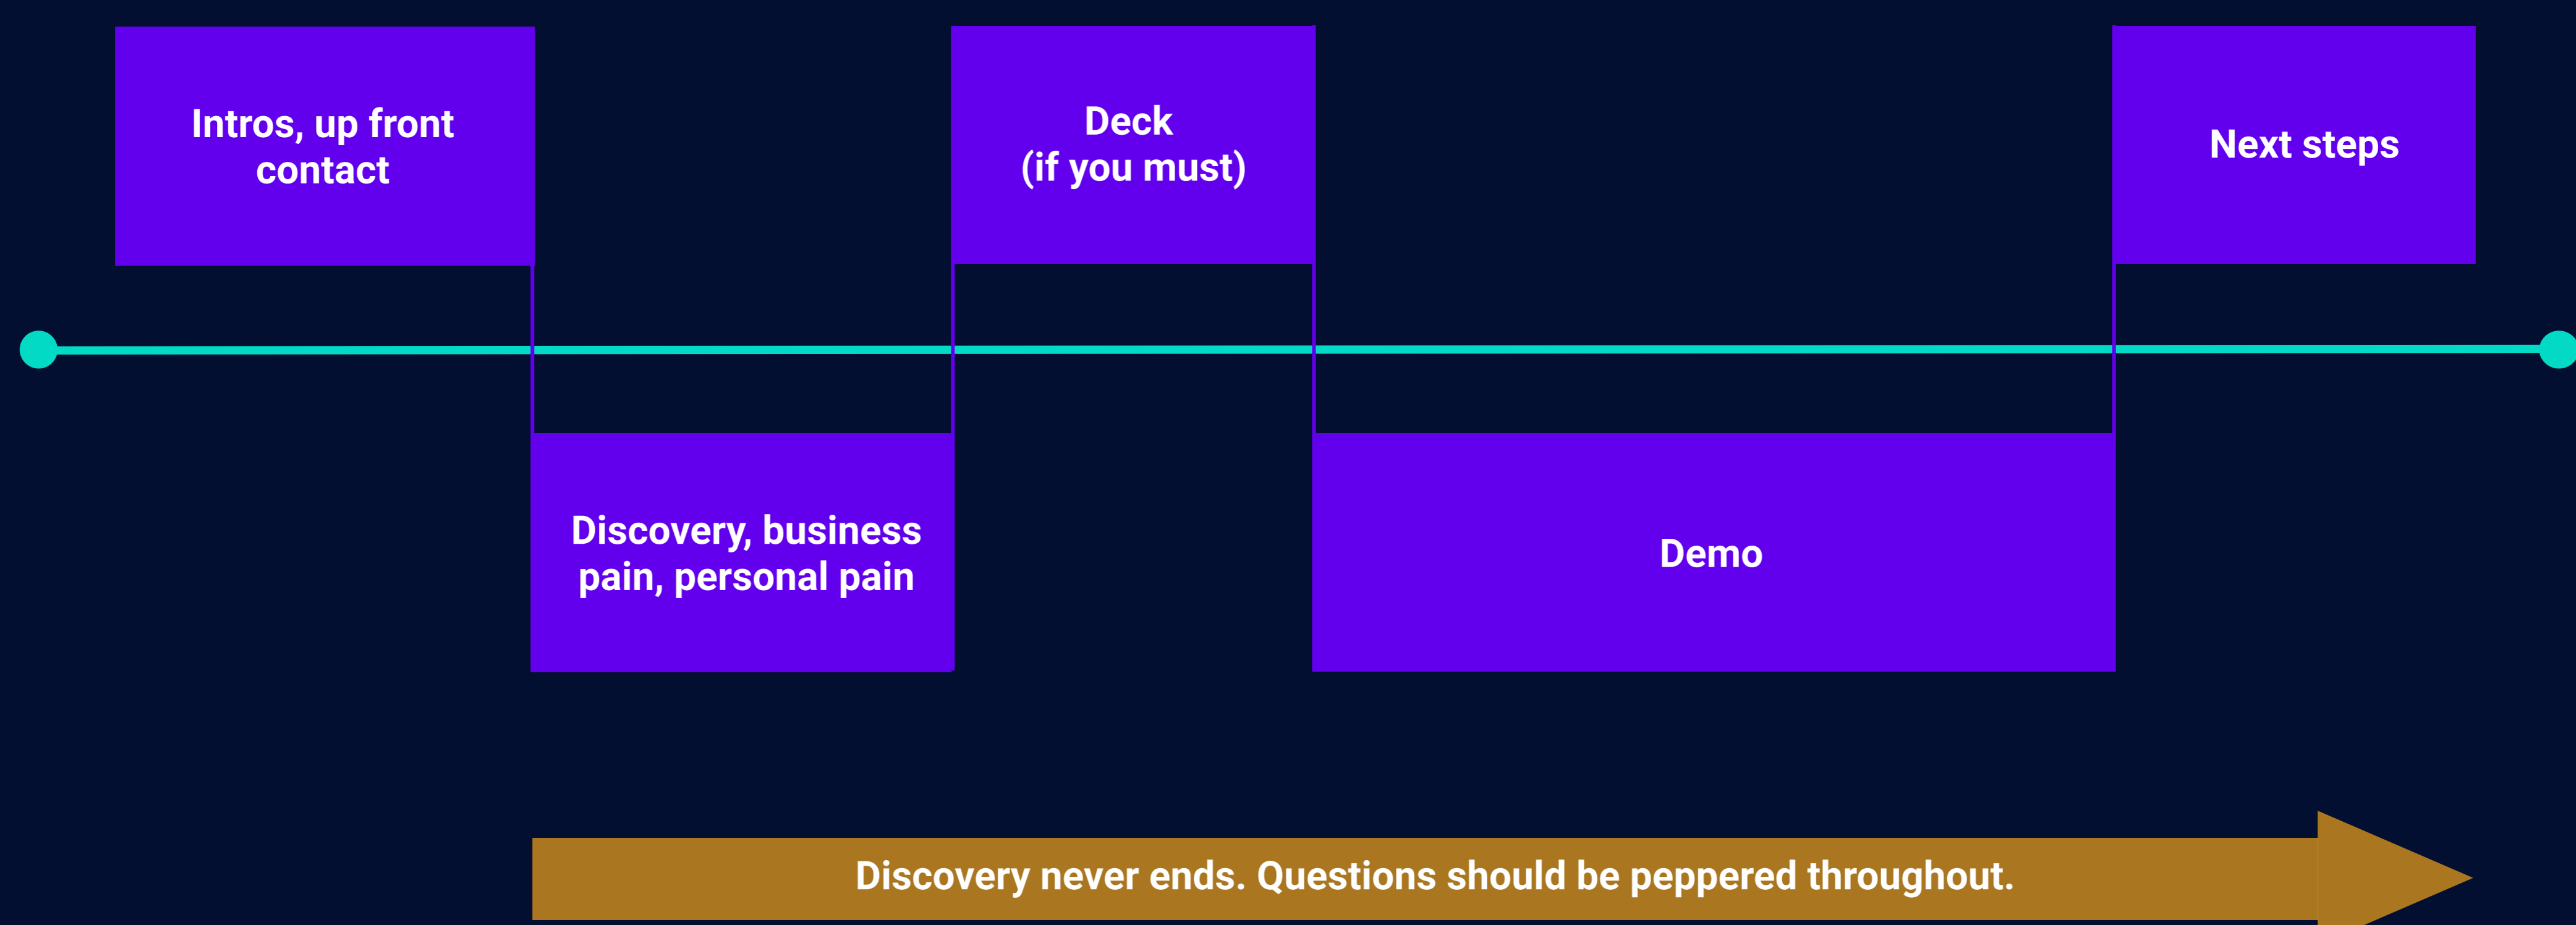 Intros, up front
contact
Discovery, business
pain, personal pain
Deck
(if you must)
Demo
Next steps
Discovery never ends. Questions should be peppered throughout.